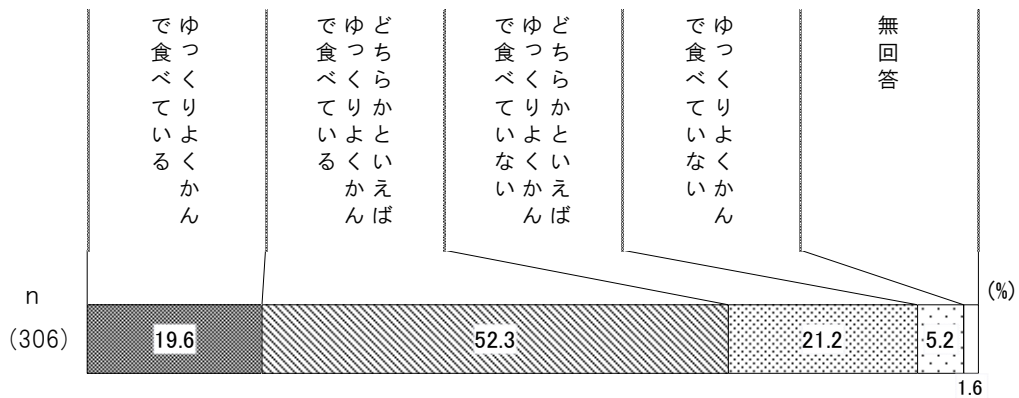 ゆっくりよくかん
で食べている
どちらかといえば
ゆっくりよくかん
で食べている
どちらかといえば
ゆっくりよくかん
で食べていない
ゆっくりよくかん
で食べていない
無回答
(%)
n
(306)
19.6
52.3
21.2
5.2
1.6